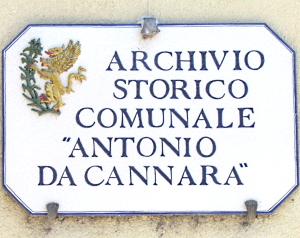 ARCHIVIO
STORICO
COMUNALE
"ANTONIO
DA CANNARA"